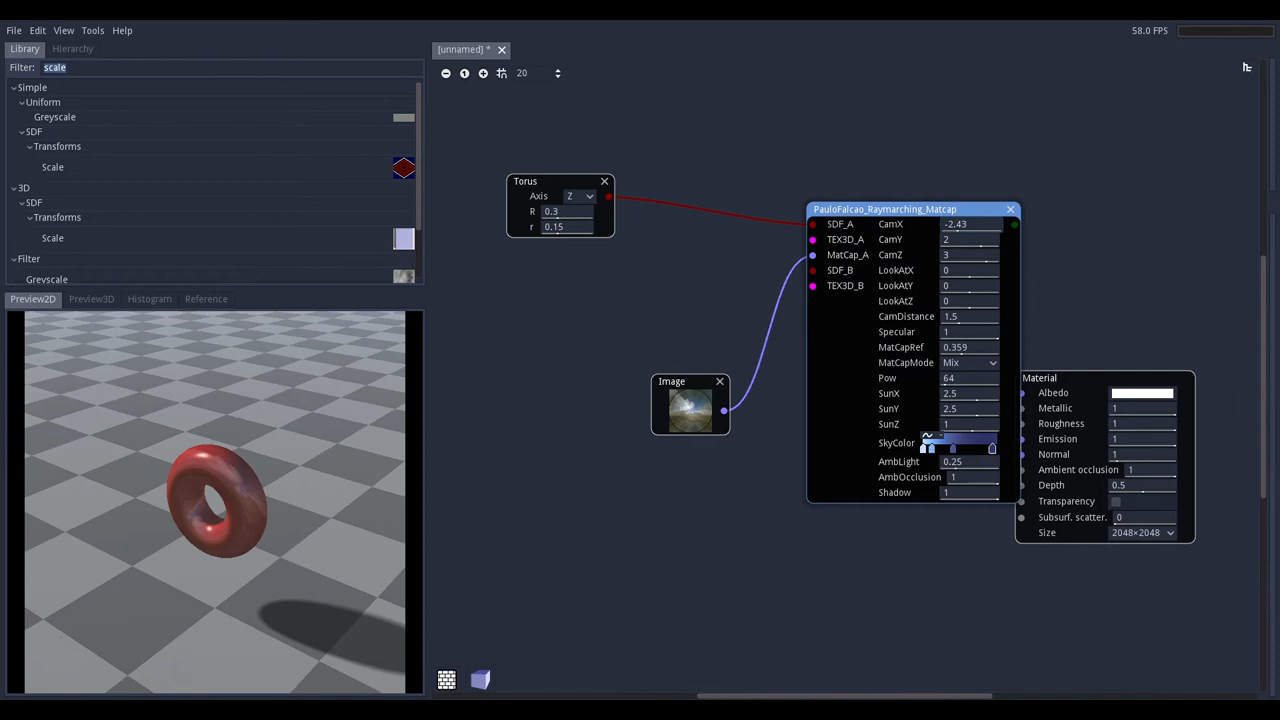 File Edit View Tools Help
58.0 FPS
Library Hierarchy
[unnamed] *
Filter: scale
20
Simple
Uniform
Greyscale
SDF
Transforms
Scale
3D
SDF
Transforms
Scale
Filter
Greyscale
Preview2D Preview3D Histogram Reference
Torus
Axis Z
R 0.3
r 0.15
Image
PauloFalcao_Raymarching_Matcap
SDF_A CamX -2.43
TEX3D_A CamY 2
MatCap_A CamZ 3
SDF_B LookAtX 0
TEX3D_B LookAtY 0
LookAtZ 0
CamDistance 1.5
Specular 1
MatCapRef 0.359
MatCapMode Mix
Pow 64
SunX 2.5
SunY 2.5
SunZ 1
SkyColor
AmbLight 0.25
AmbOcclusion 1
Shadow 1
Material
Albedo
Metallic 1
Roughness 1
Emission 1
Normal 1
Ambient occlusion 1
Depth 0.5
Transparency
Subsurf. scatter. 0
Size 2048×2048